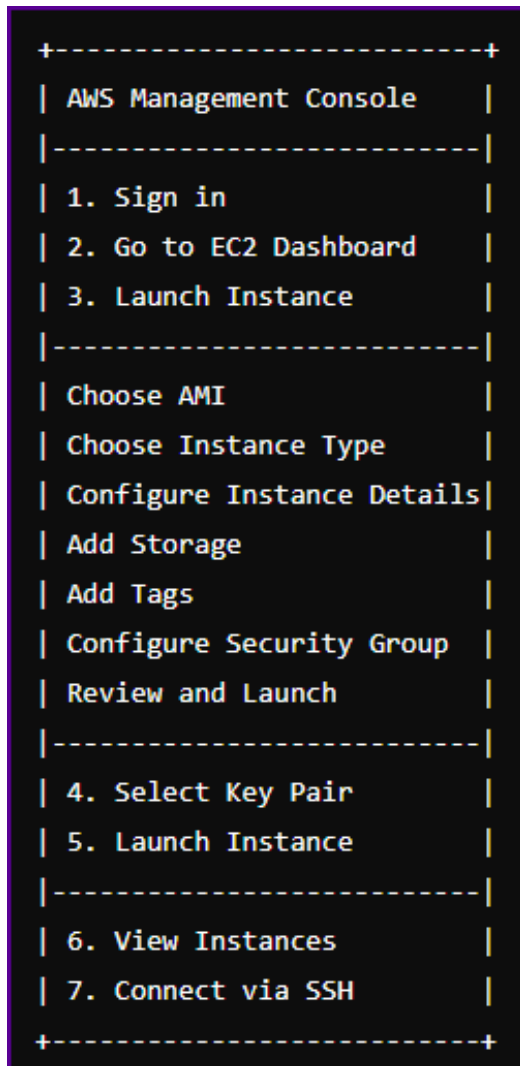 +---------------------------+
| AWS Management Console    |
|---------------------------|
| 1. Sign in                |
| 2. Go to EC2 Dashboard    |
| 3. Launch Instance        |
|---------------------------|
| Choose AMI                |
| Choose Instance Type      |
| Configure Instance Details|
| Add Storage               |
| Add Tags                  |
| Configure Security Group  |
| Review and Launch         |
|---------------------------|
| 4. Select Key Pair        |
| 5. Launch Instance        |
|---------------------------|
| 6. View Instances         |
| 7. Connect via SSH        |
+---------------------------+